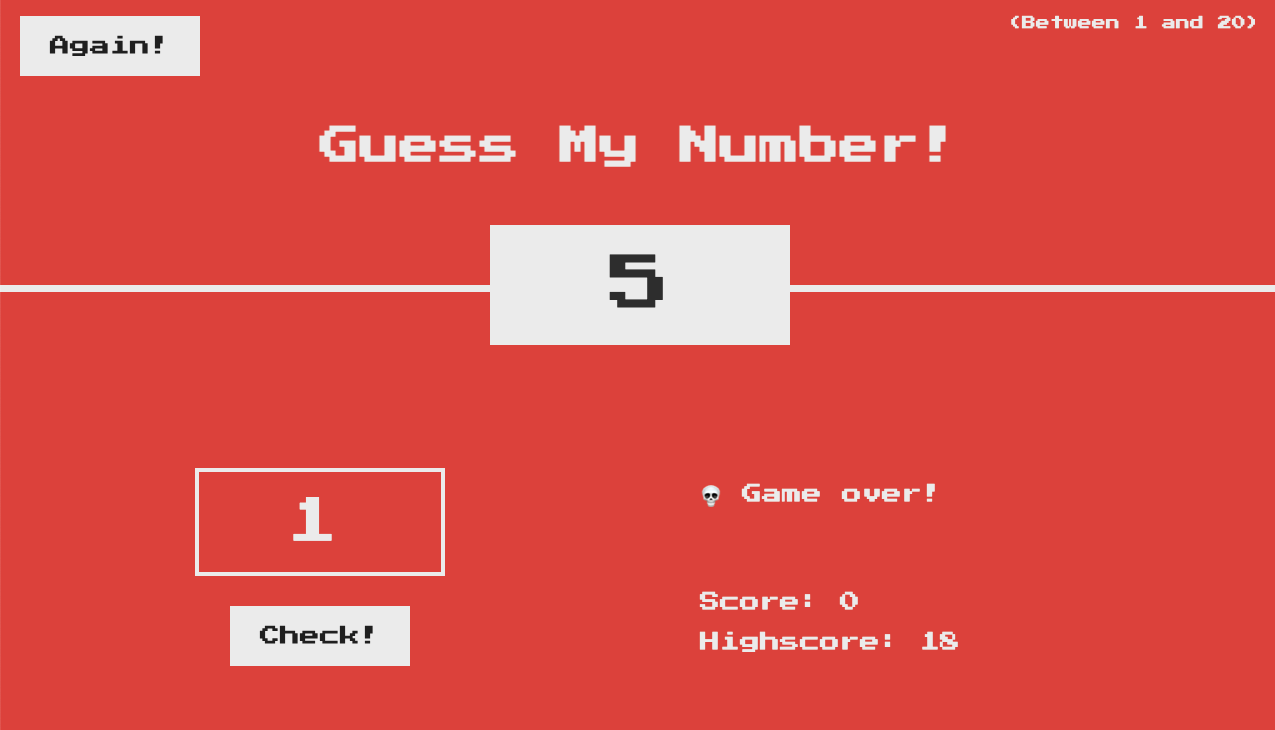 Again!
(Between 1 and 20)
Guess My Number!
5
1
Check!
💀 Game over!
Score: 0
Highscore: 18